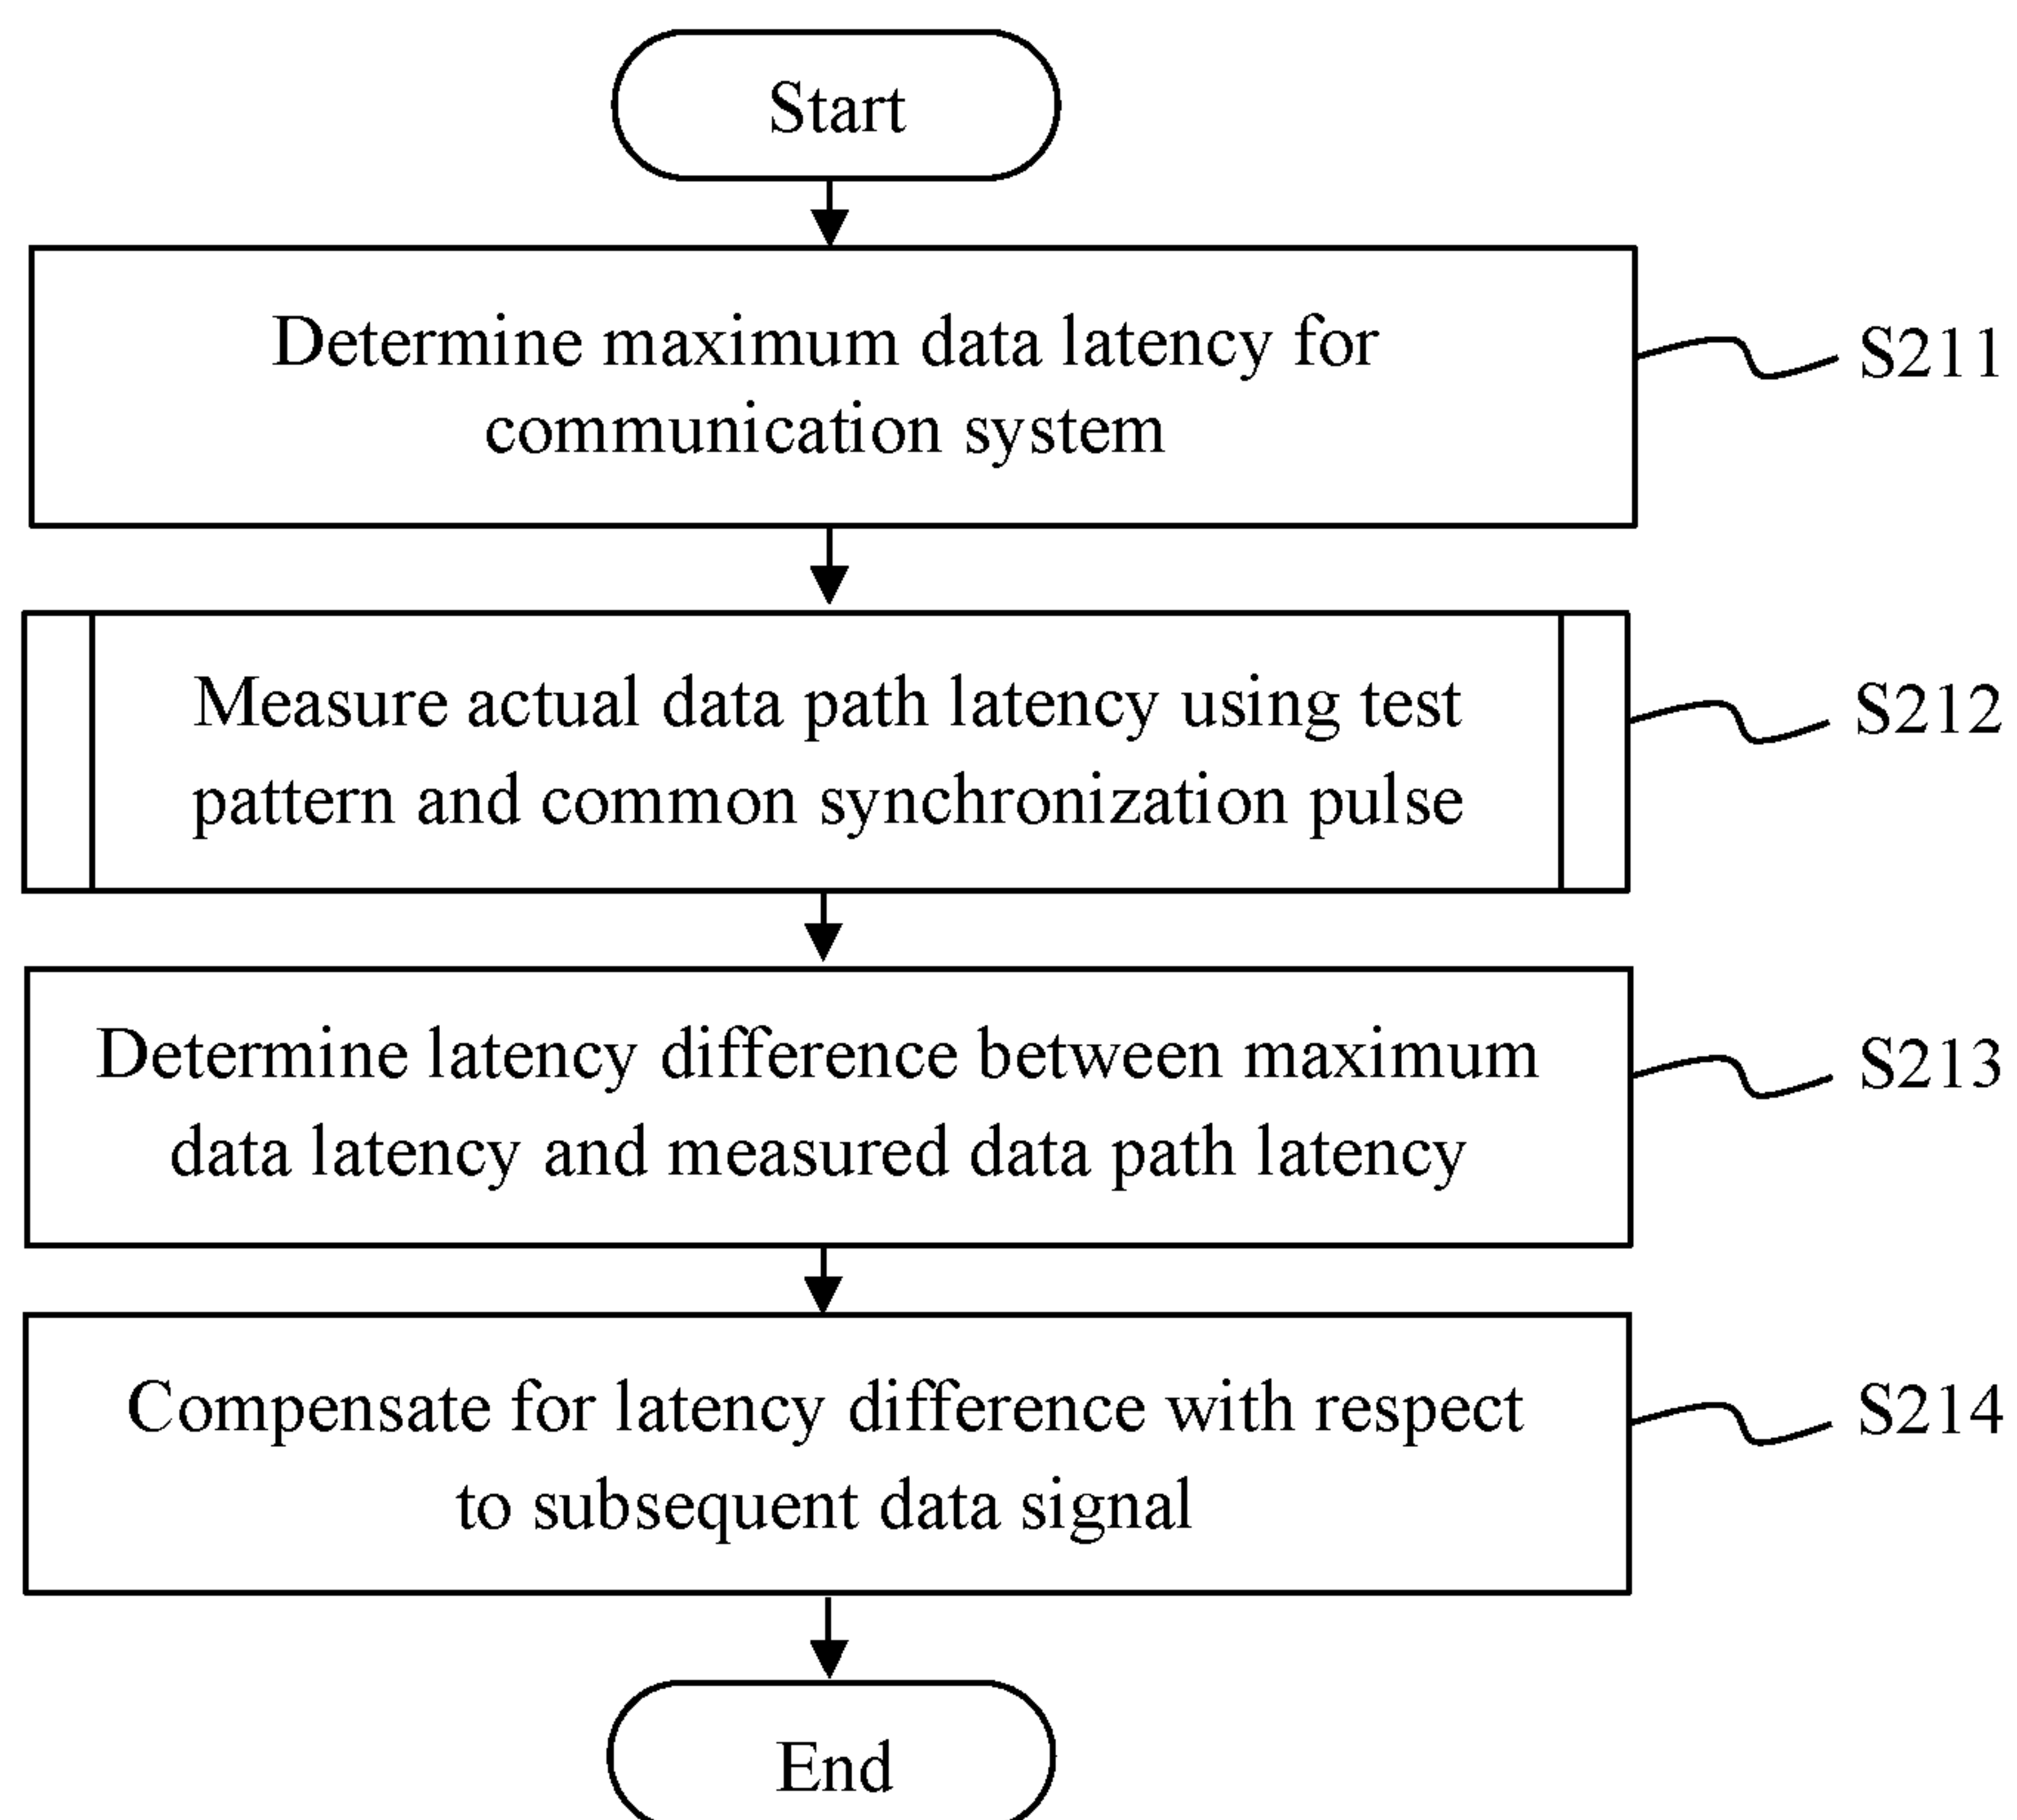 Start
Determine maximum data latency for
communication system
S211
Measure actual data path latency using test
pattern and common synchronization pulse
S212
Determine latency difference between maximum
data latency and measured data path latency
S213
Compensate for latency difference with respect
to subsequent data signal
S214
End